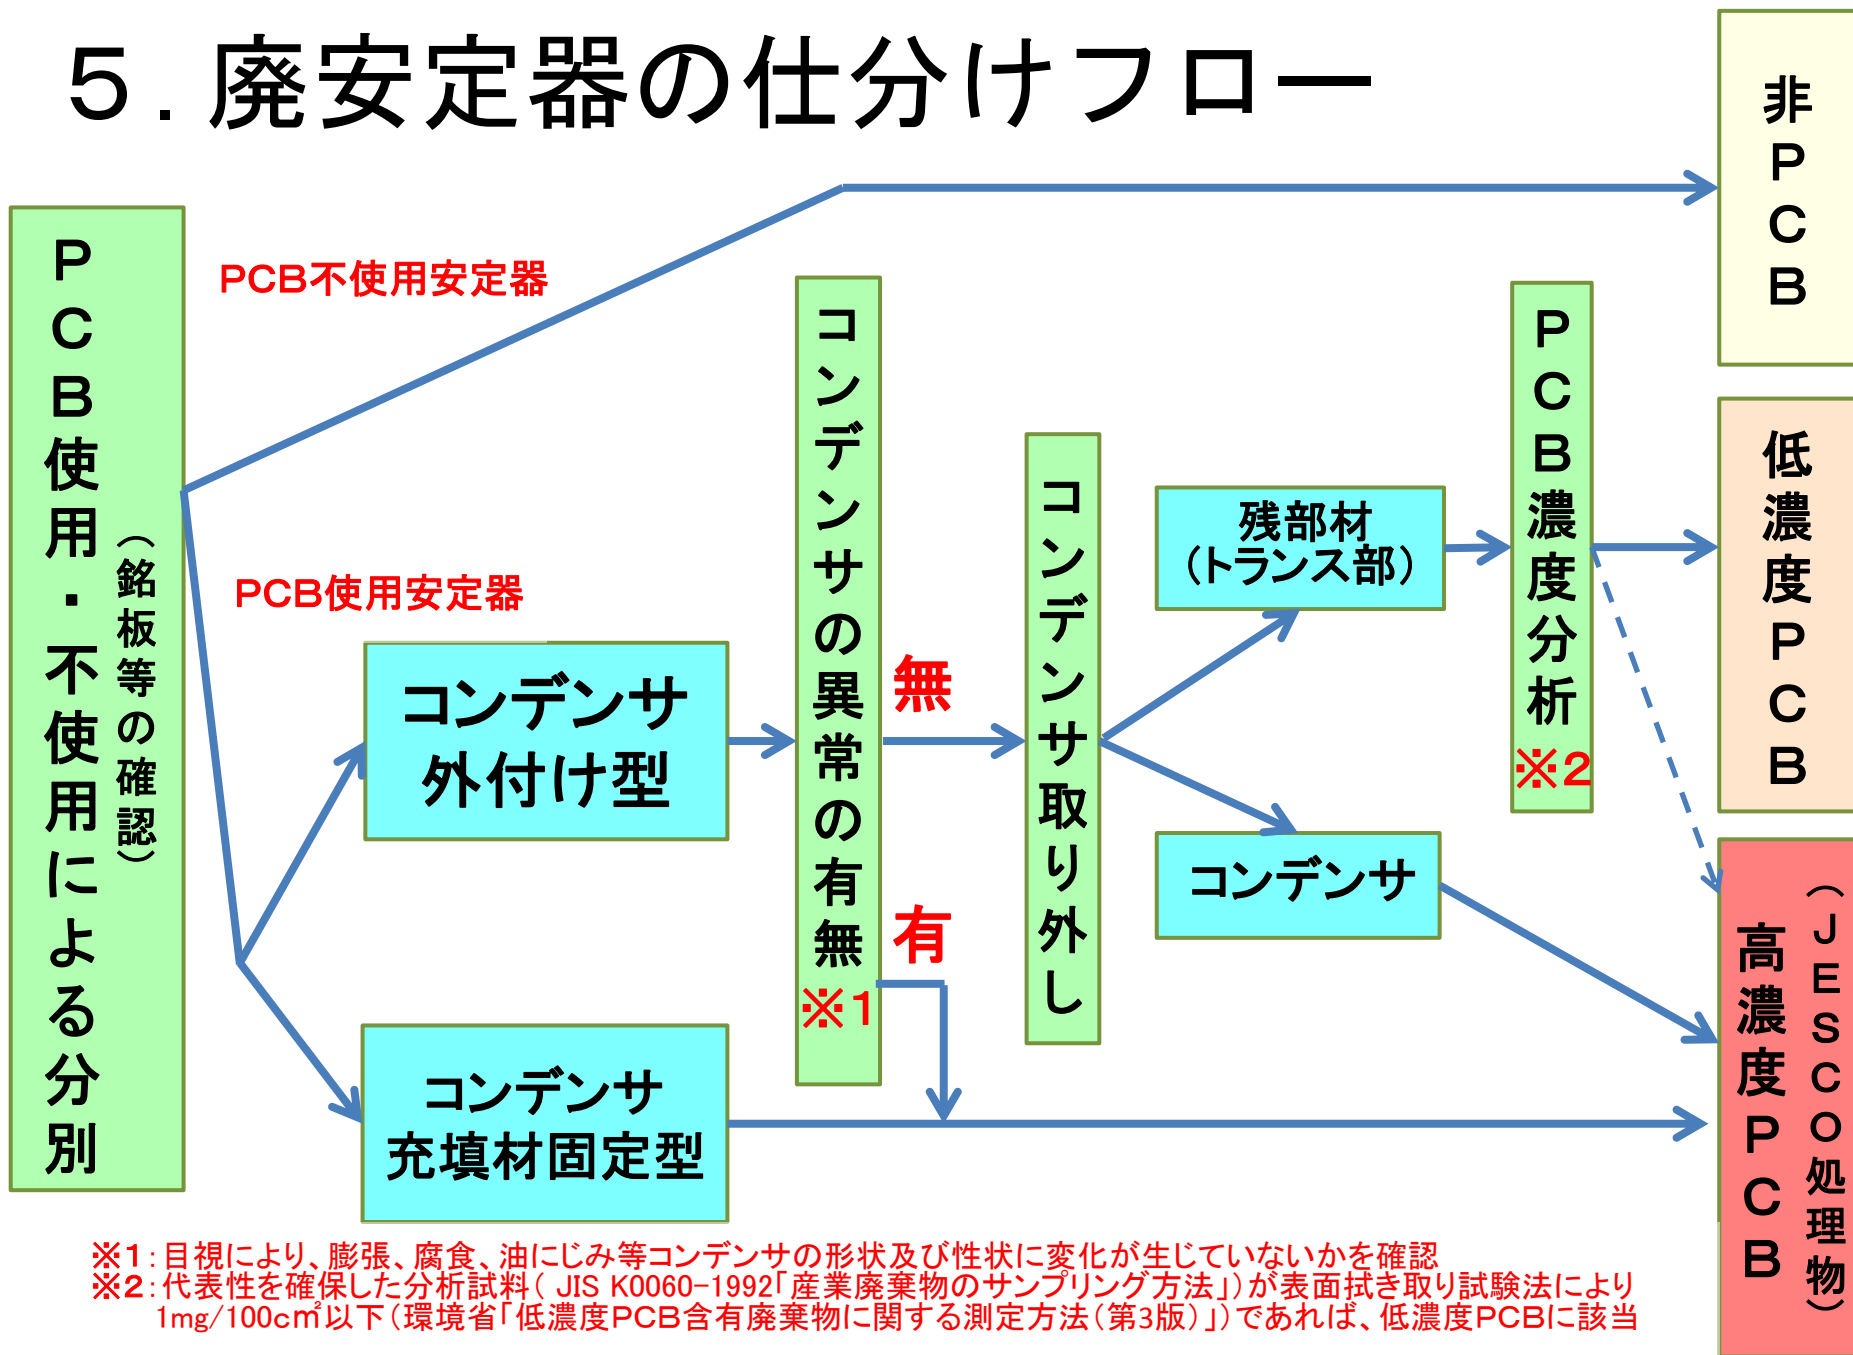 ５．廃安定器の仕分けフロー
PCB使用・不使用による分別
（銘板等の確認）
PCB不使用安定器
PCB使用安定器
コンデンサ
外付け型
コンデンサ
充填材固定型
コンデンサの異常の有無※1
無
有
コンデンサ取り外し
残部材
（トランス部）
コンデンサ
PCB濃度分析※2
非PCB
低濃度PCB
高濃度PCB
（JESCO処理物）
※1：目視により、膨張、腐食、油にじみ等コンデンサの形状及び性状に変化が生じていないかを確認
※2：代表性を確保した分析試料（ JIS K0060-1992「産業廃棄物のサンプリング方法」）が表面拭き取り試験法により
1mg/100c㎡以下（環境省「低濃度PCB含有廃棄物に関する測定方法（第3版）」）であれば、低濃度PCBに該当